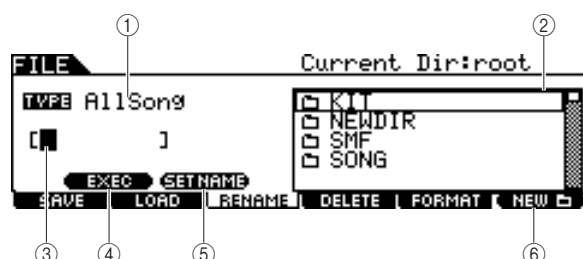 ① ②
FILE Current Dir:root
TYPE AllSong
[ ]
KIT
NEWDIR
SMF
SONG
EXEC SET NAME
SAVE LOAD RENAME DELETE FORMAT NEW
③ ④ ⑤ ⑥